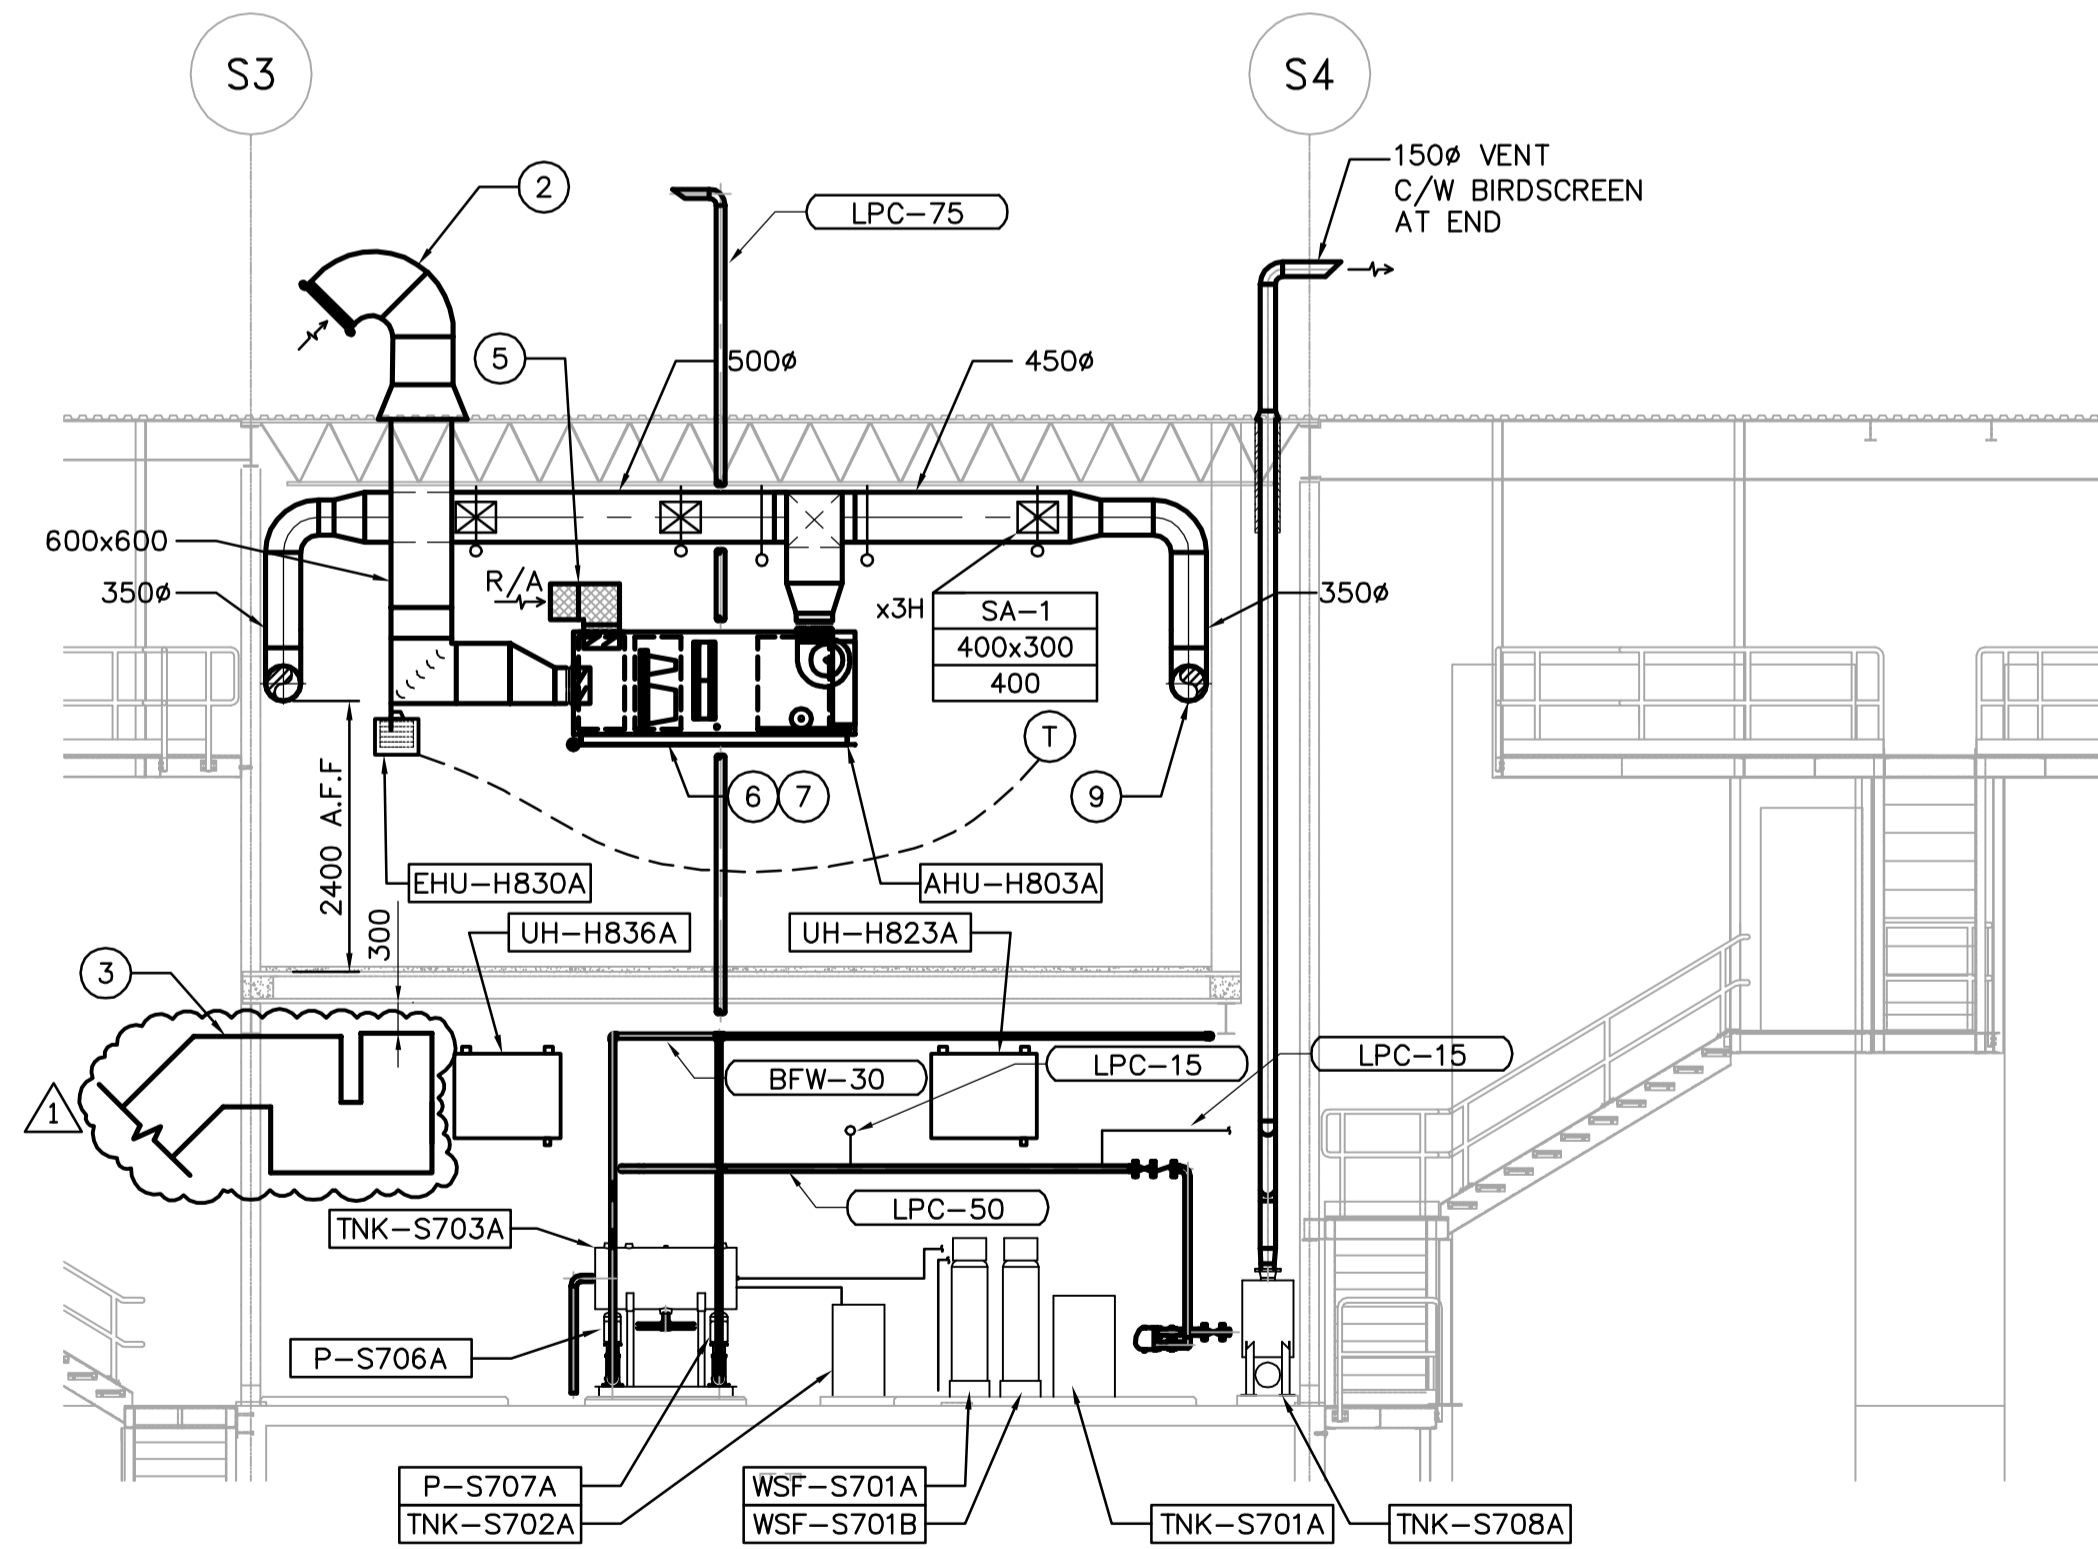 S3
S4
150ø VENT
C/W BIRDSCREEN
AT END
2
LPC-75
5
500ø
450ø
600x600
350ø
R/A
x3H
SA-1
400x300
400
350ø
T
6
7
9
2400 A.F.F
EHU-H830A
AHU-H803A
300
UH-H836A
UH-H823A
3
1
BFW-30
LPC-15
LPC-15
LPC-50
TNK-S703A
P-S706A
P-S707A
TNK-S702A
WSF-S701A
WSF-S701B
TNK-S701A
TNK-S708A